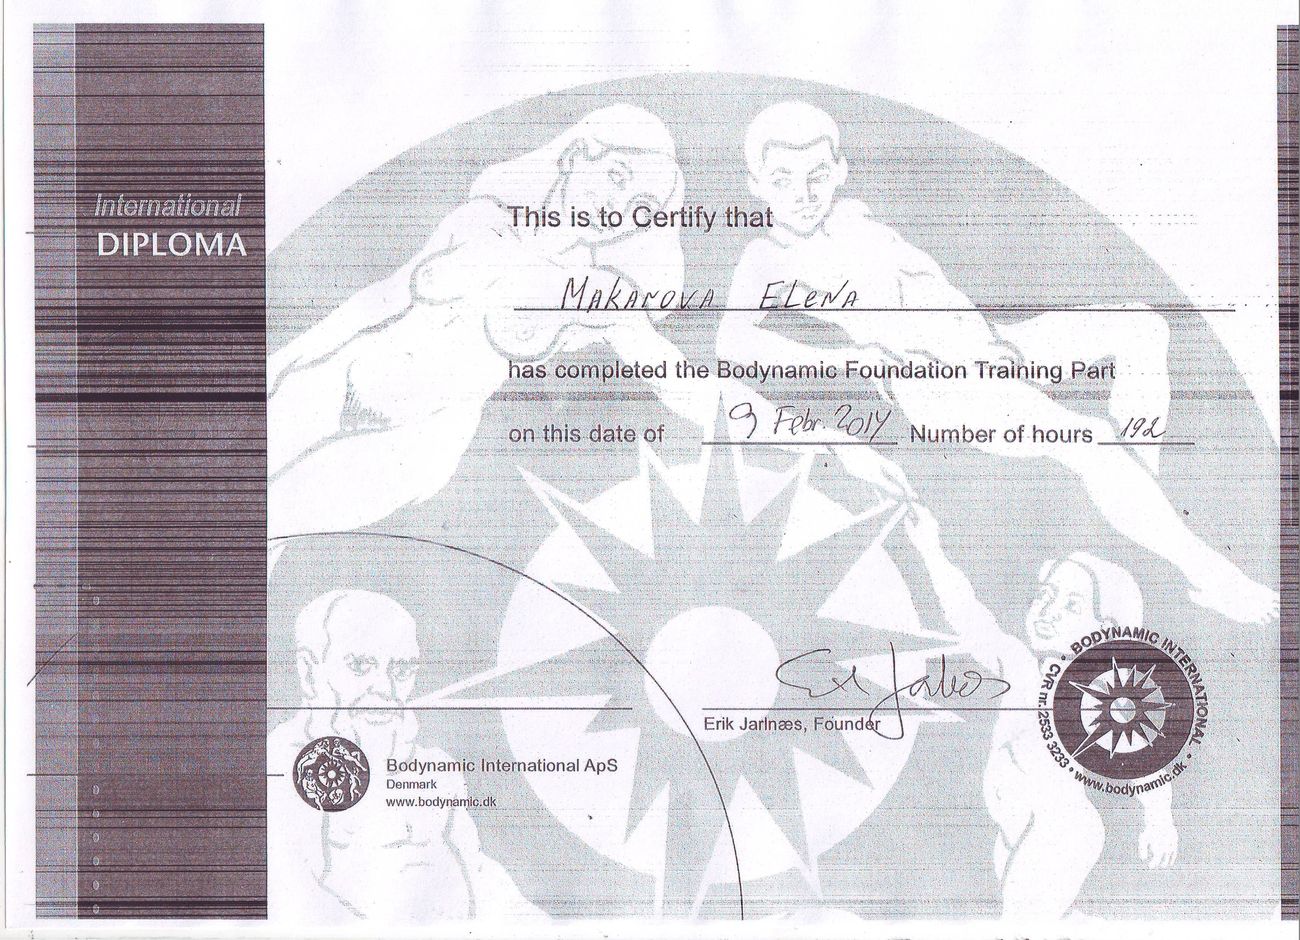 International
DIPLOMA
This is to Certify that
MAKANOVA ELENA
has completed the Bodynamic Foundation Training Part
on this date of 9 Febr. 2014 Number of hours 192
Erik Jarlnæs, Founder
Bodynamic International ApS
Denmark
www.bodynamic.dk
BODYNAMIC INTERNATIONAL • www.bodynamic.dk • CVR nr.: 2533 3233 •